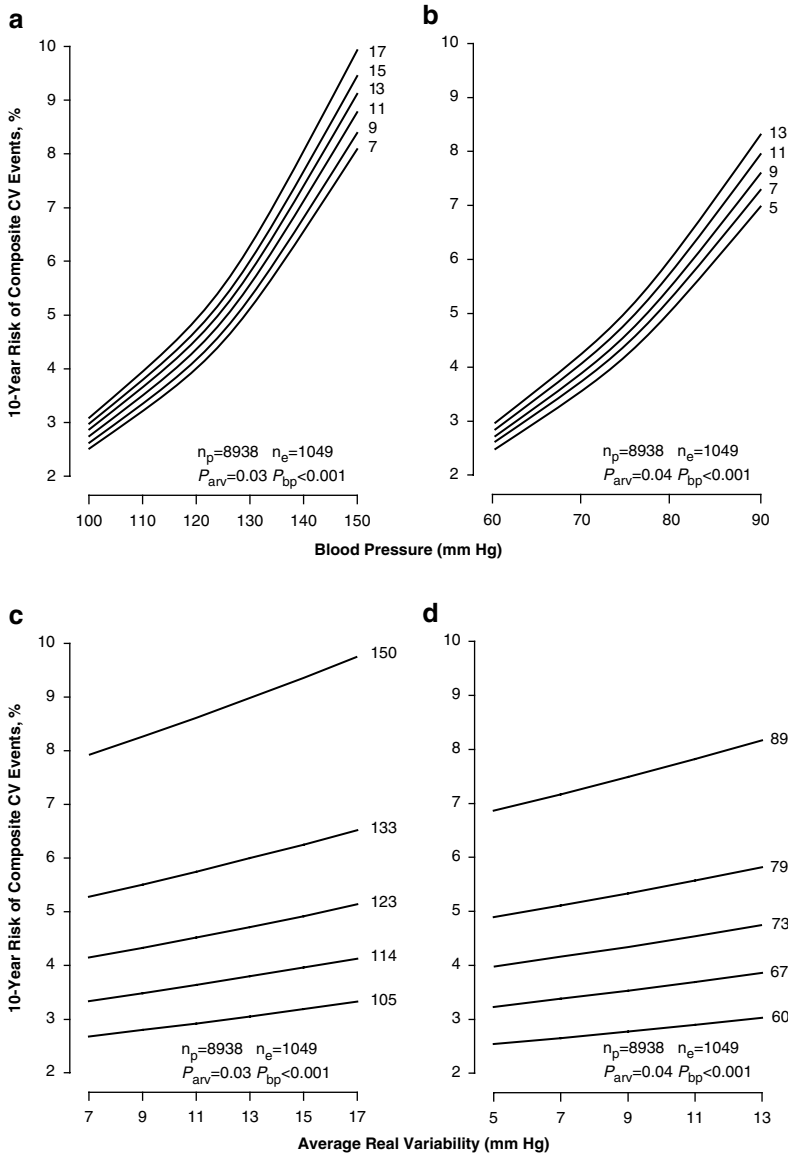 a
10-Year Risk of Composite CV Events, %
10
9
8
7
6
5
4
3
2
17
15
13
11
9
7
n_p=8938 n_e=1049
P_arv=0.03 P_bp<0.001
100 110 120 130 140 150
b
10
9
8
7
6
5
4
3
2
13
11
9
7
5
n_p=8938 n_e=1049
P_arv=0.04 P_bp<0.001
60 70 80 90
Blood Pressure (mm Hg)
c
10-Year Risk of Composite CV Events, %
10
9
8
7
6
5
4
3
2
150
133
123
114
105
n_p=8938 n_e=1049
P_arv=0.03 P_bp<0.001
7 9 11 13 15 17
d
10
9
8
7
6
5
4
3
2
89
79
73
67
60
n_p=8938 n_e=1049
P_arv=0.04 P_bp<0.001
5 7 9 11 13
Average Real Variability (mm Hg)